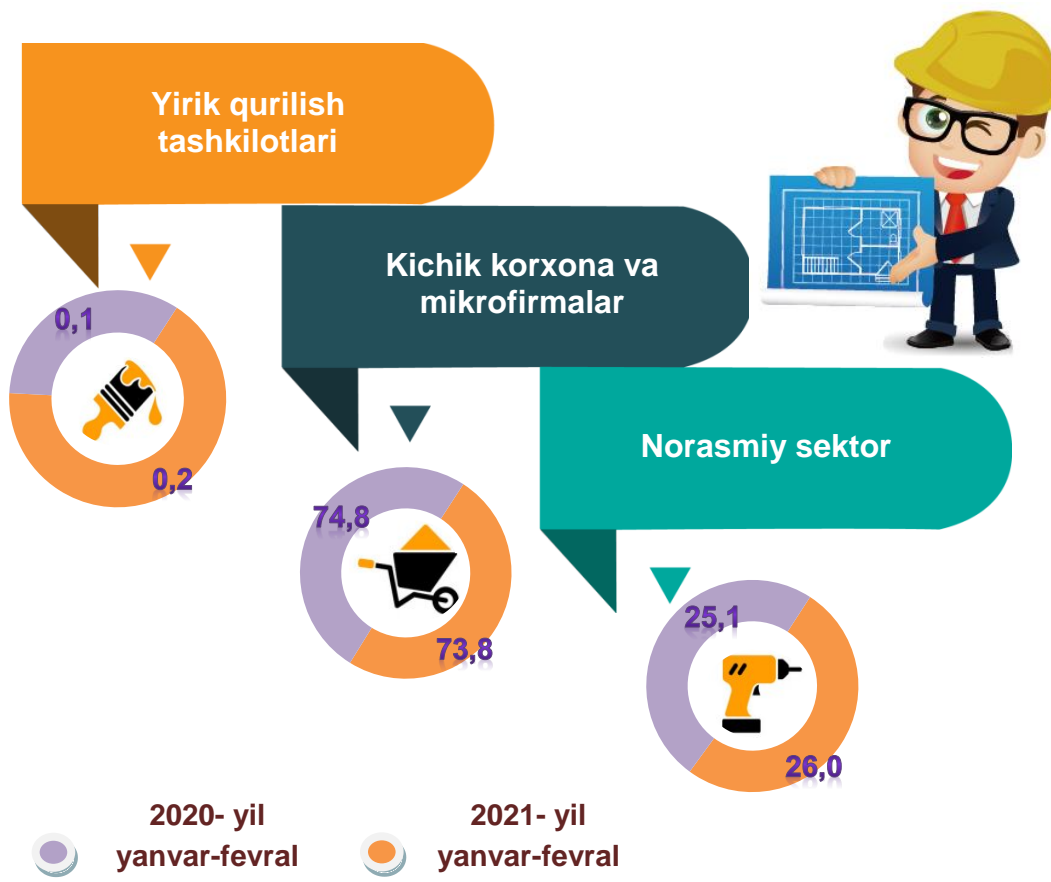 Yirik qurilish
tashkilotlari
0,1
0,2
Kichik korxona va
mikrofirmalar
74,8
73,8
Norasmiy sektor
25,1
26,0
2020- yil
yanvar-fevral
2021- yil
yanvar-fevral